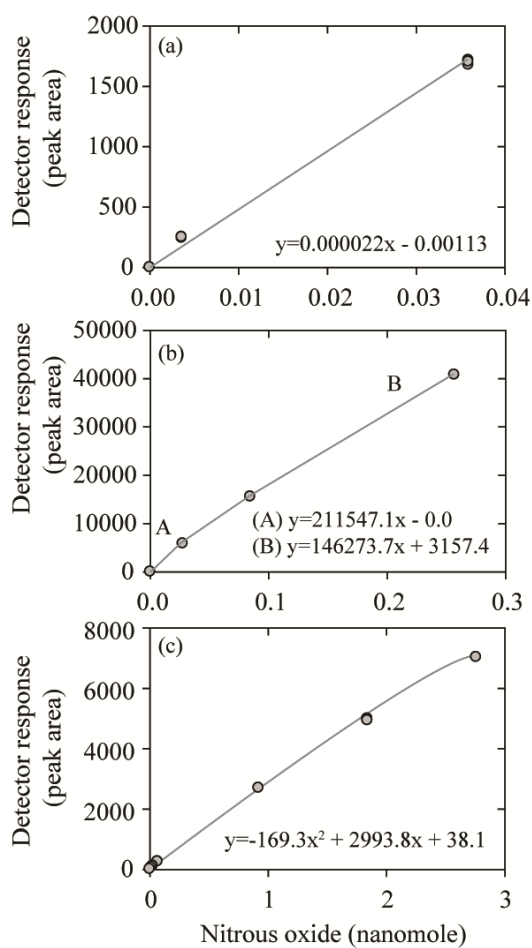 (a)
Detector response
(peak area)
2000
1500
1000
500
0
y=0.000022x - 0.00113
0.00 0.01 0.02 0.03 0.04
(b)
Detector response
(peak area)
50000
40000
30000
20000
10000
0
B
A
(A) y=211547.1x - 0.0
(B) y=146273.7x + 3157.4
0.0 0.1 0.2 0.3
(c)
Detector response
(peak area)
8000
6000
4000
2000
0
y=-169.3x² + 2993.8x + 38.1
0 1 2 3
Nitrous oxide (nanomole)